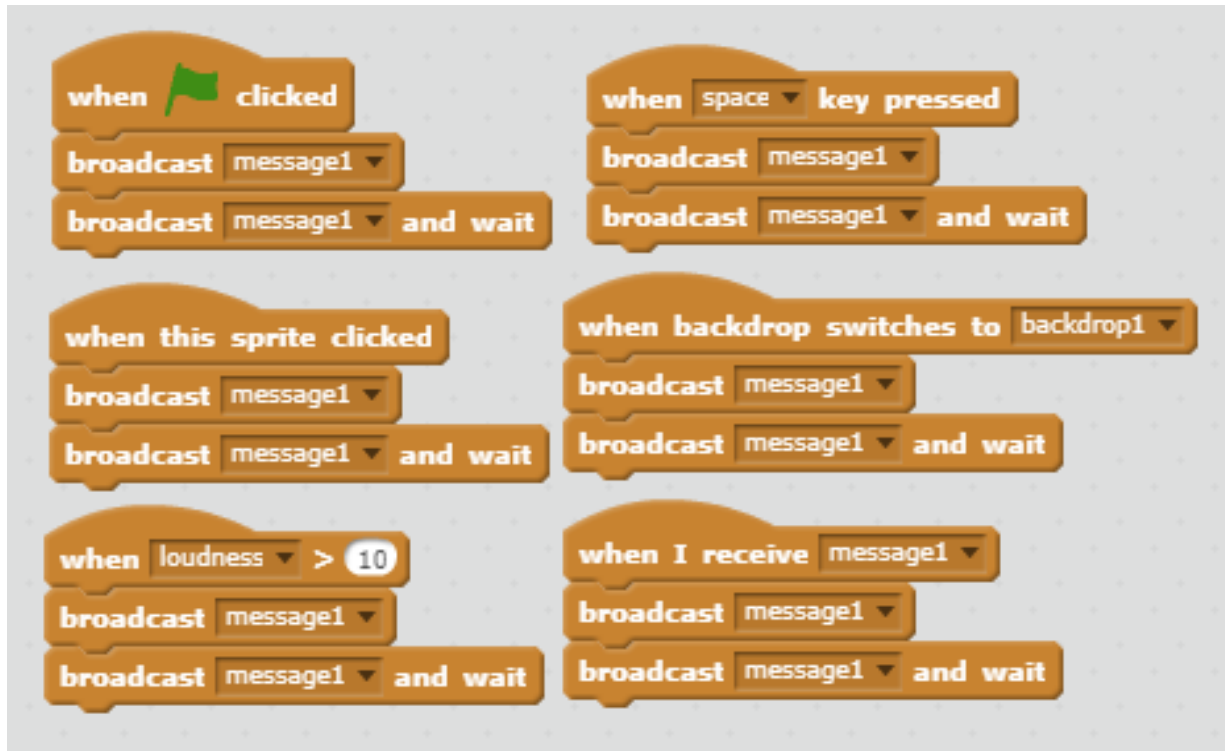 when clicked
broadcast message1
broadcast message1 and wait
when space key pressed
broadcast message1
broadcast message1 and wait
when this sprite clicked
broadcast message1
broadcast message1 and wait
when backdrop switches to backdrop1
broadcast message1
broadcast message1 and wait
when loudness > 10
broadcast message1
broadcast message1 and wait
when I receive message1
broadcast message1
broadcast message1 and wait